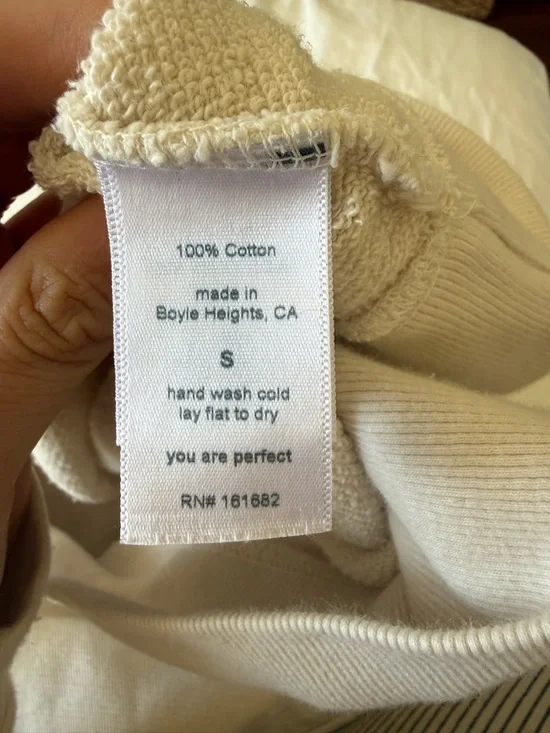 100% Cotton
made in
Boyle Heights, CA
S
hand wash cold
lay flat to dry
you are perfect
RN# 161682